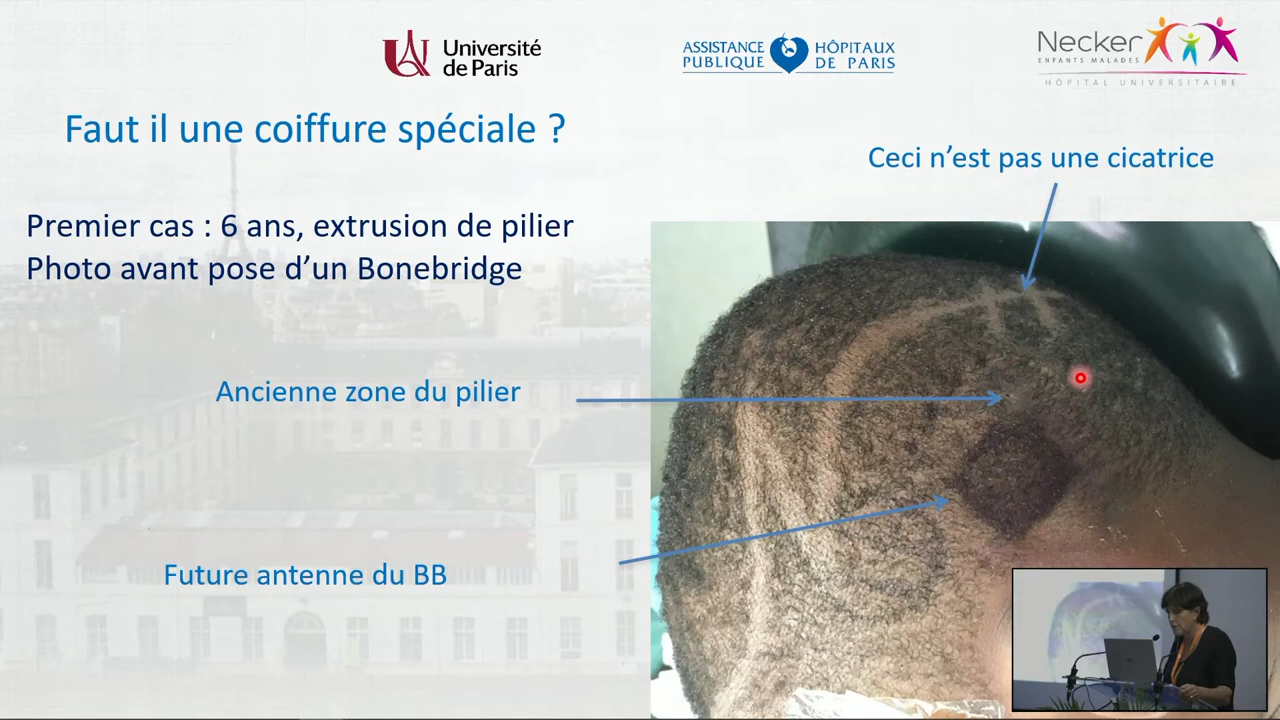 Université
de Paris
ASSISTANCE PUBLIQUE
HÔPITAUX DE PARIS
Necker
ENFANTS MALADES
HÔPITAL UNIVERSITAIRE
Faut il une coiffure spéciale ?
Ceci n’est pas une cicatrice
Premier cas : 6 ans, extrusion de pilier
Photo avant pose d’un Bonebridge
Ancienne zone du pilier
Future antenne du BB